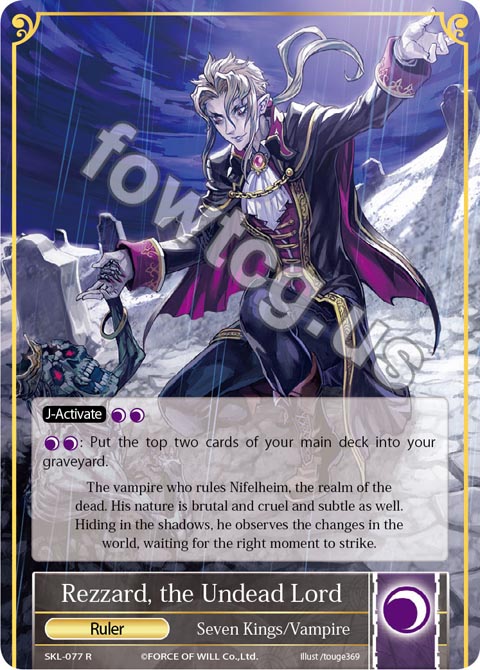 fowtcg.us
J-Activate
: Put the top two cards of your main deck into your
graveyard.
The vampire who rules Nifelheim, the realm of the
dead. His nature is brutal and cruel and subtle as well.
Hiding in the shadows, he observes the changes in the
world, waiting for the right moment to strike.
Rezzard, the Undead Lord
Ruler
Seven Kings/Vampire
SKL-077 R
©FORCE OF WILL Co.,Ltd.
Illust /touge369